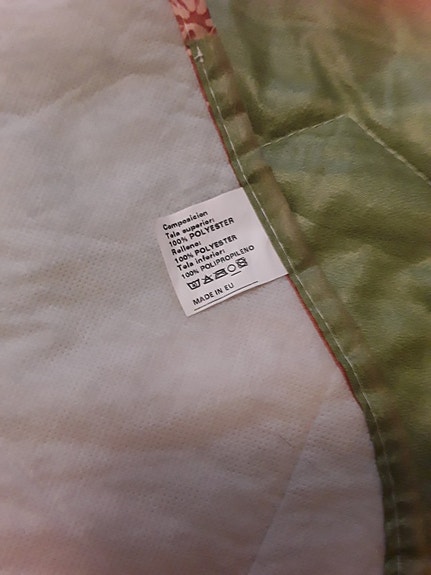 Composicion
Tela superior:
100% POLYESTER
Relleno:
100% POLYESTER
Tela inferior:
100% POLIPROPILENO
MADE IN EU